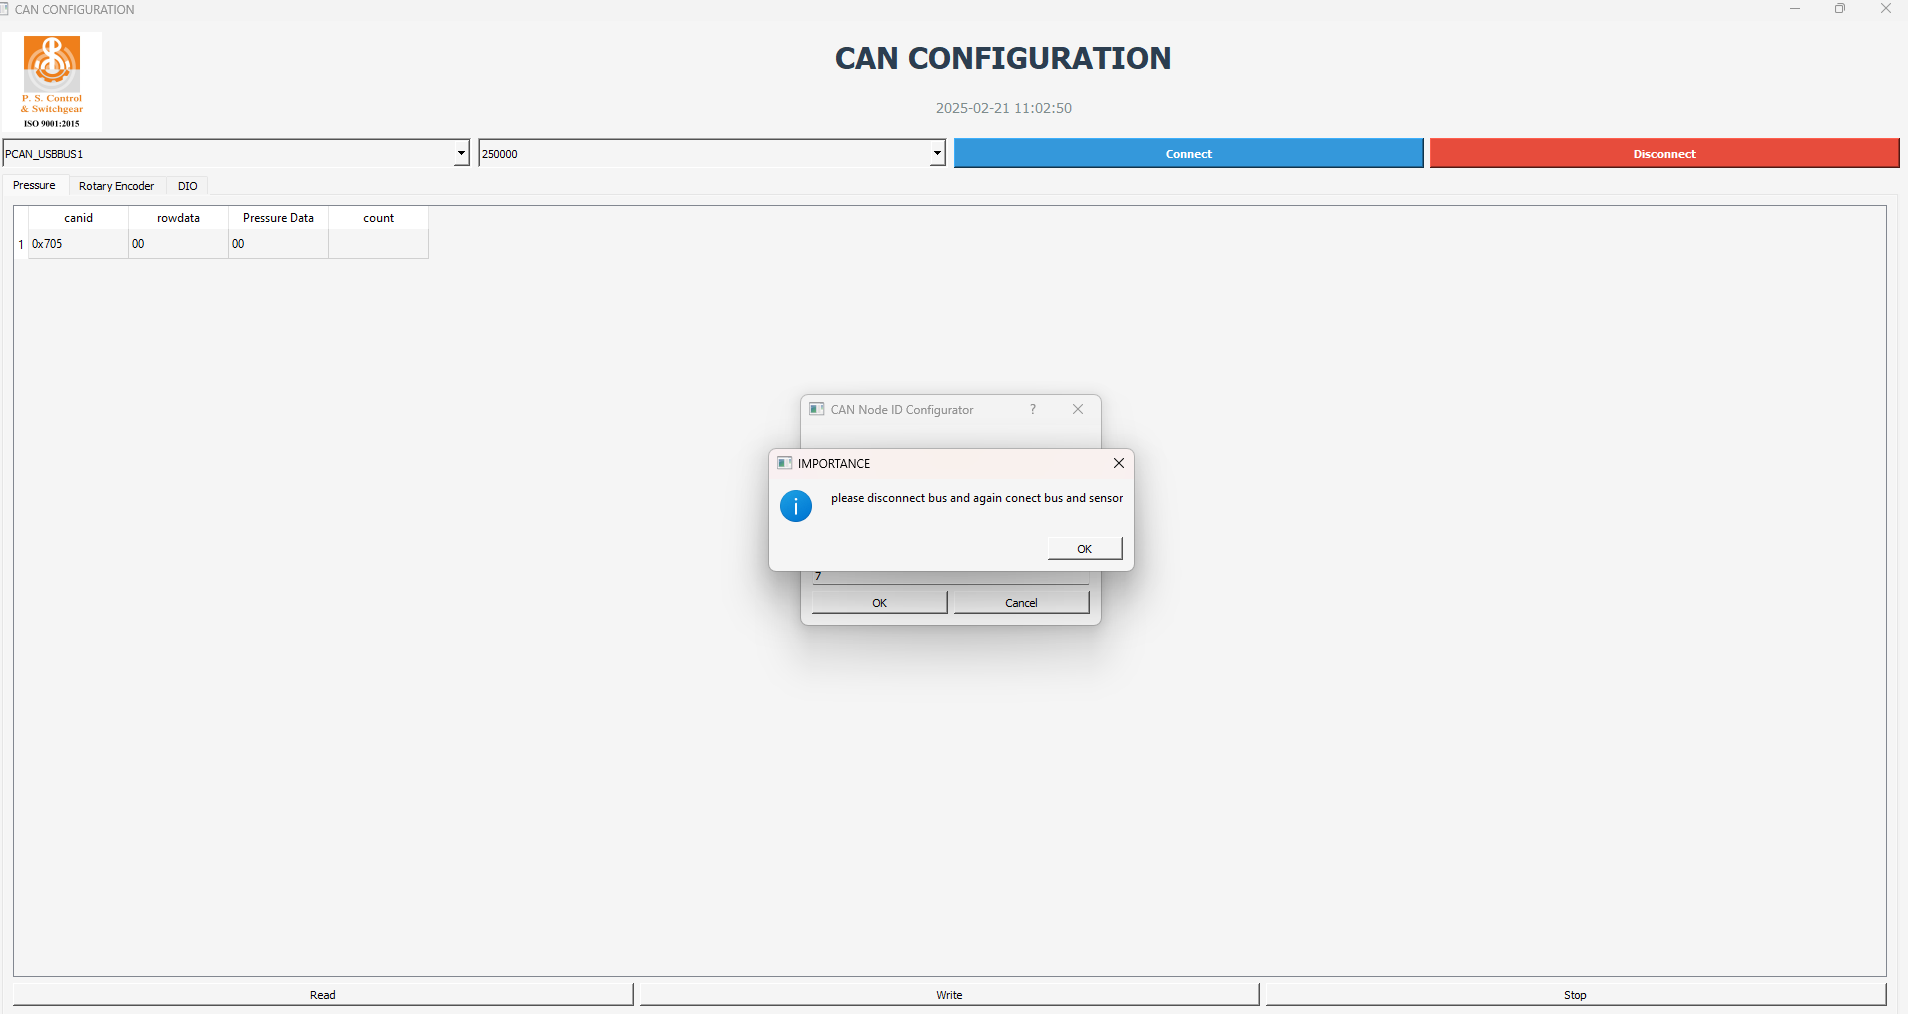 CAN CONFIGURATION
CAN CONFIGURATION
P. S. Control
& Switchgear
ISO 9001:2015
2025-02-21 11:02:50
PCAN_USBBUS1 250000 Connect Disconnect
Pressure Rotary Encoder DIO
canid rowdata Pressure Data count
1 0x705 00 00
CAN Node ID Configurator ?
IMPORTANCE
please disconnect bus and again conect bus and sensor
OK
7
OK Cancel
Read Write Stop